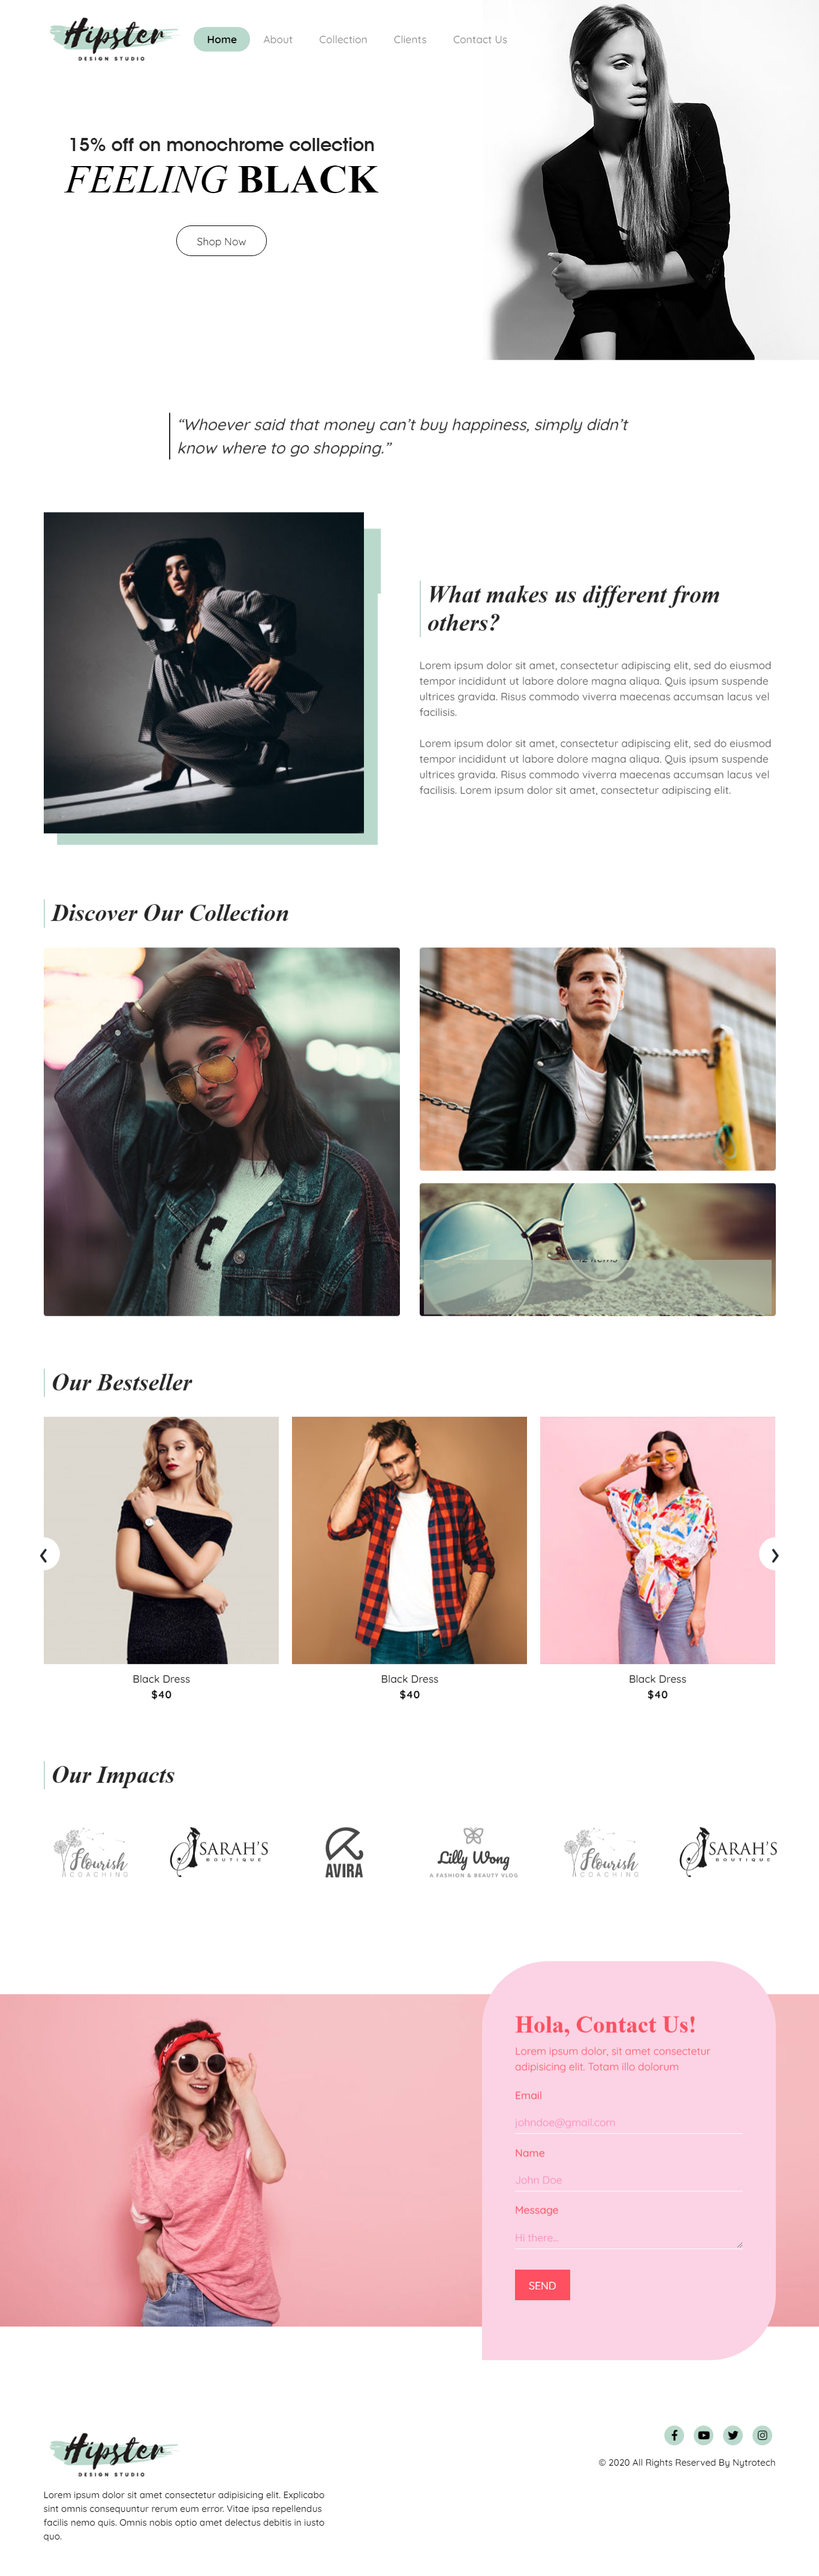 Hipster
DESIGN STUDIO
Home About Collection Clients Contact Us
15% off on monochrome collection
FEELING BLACK
Shop Now
“Whoever said that money can’t buy happiness, simply didn’t
know where to go shopping.”
What makes us different from
others?
Lorem ipsum dolor sit amet, consectetur adipiscing elit, sed do eiusmod
tempor incididunt ut labore dolore magna aliqua. Quis ipsum suspende
ultrices gravida. Risus commodo viverra maecenas accumsan lacus vel
facilisis.
Lorem ipsum dolor sit amet, consectetur adipiscing elit, sed do eiusmod
tempor incididunt ut labore dolore magna aliqua. Quis ipsum suspende
ultrices gravida. Risus commodo viverra maecenas accumsan lacus vel
facilisis. Lorem ipsum dolor sit amet, consectetur adipiscing elit.
Discover Our Collection
Our Bestseller
Black Dress
$40
Black Dress
$40
Black Dress
$40
Our Impacts
Flourish
COACHING
SARAH'S
BOUTIQUE
AVIRA
Lilly Wong
A FASHION & BEAUTY VLOG
Flourish
COACHING
SARAH'S
BOUTIQUE
Hola, Contact Us!
Lorem ipsum dolor, sit amet consectetur
adipisicing elit. Totam illo dolorum
Email
johndoe@gmail.com
Name
John Doe
Message
Hi there...
SEND
Hipster
DESIGN STUDIO
Lorem ipsum dolor sit amet consectetur adipisicing elit. Explicabo
sint omnis consequuntur rerum eum error. Vitae ipsa repellendus
facilis nemo quis. Omnis nobis optio amet delectus debitis in iusto
quo.
© 2020 All Rights Reserved By Nytrotech